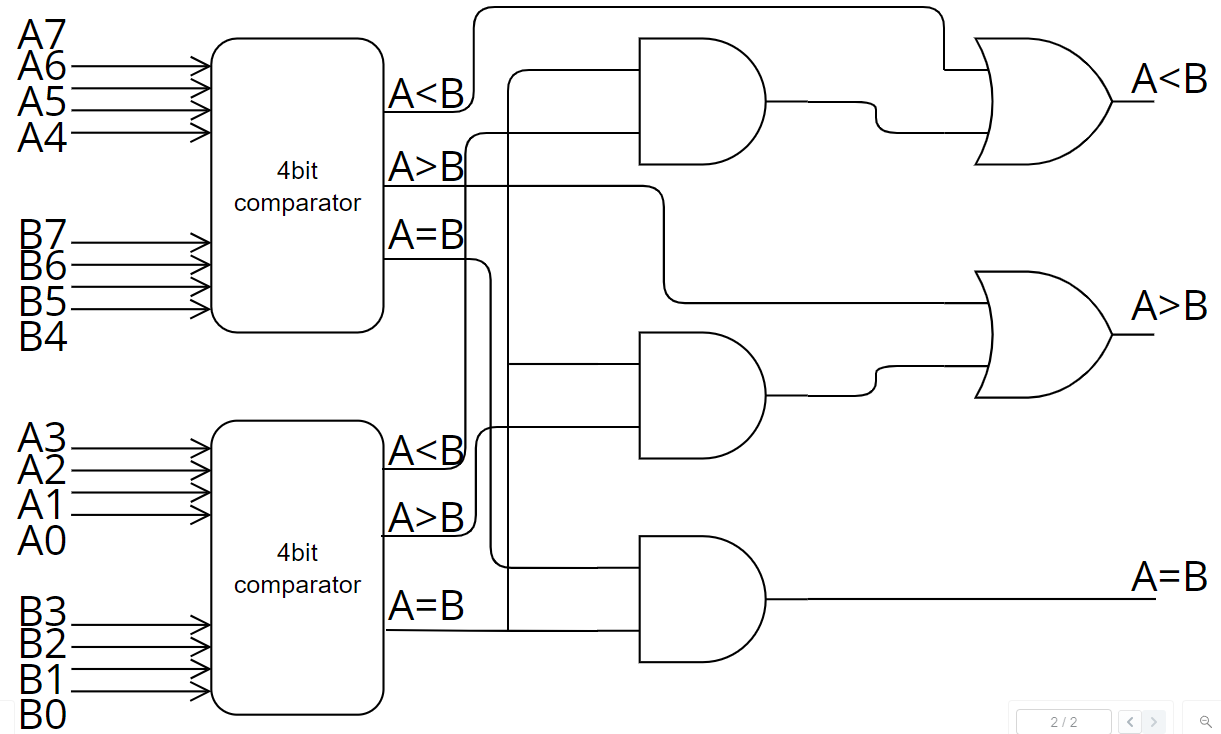 A7
A6
A5
A4
B7
B6
B5
B4
4bit
comparator
A<B
A>B
A=B
A3
A2
A1
A0
B3
B2
B1
B0
4bit
comparator
A<B
A>B
A=B
A<B
A>B
A=B
2 / 2